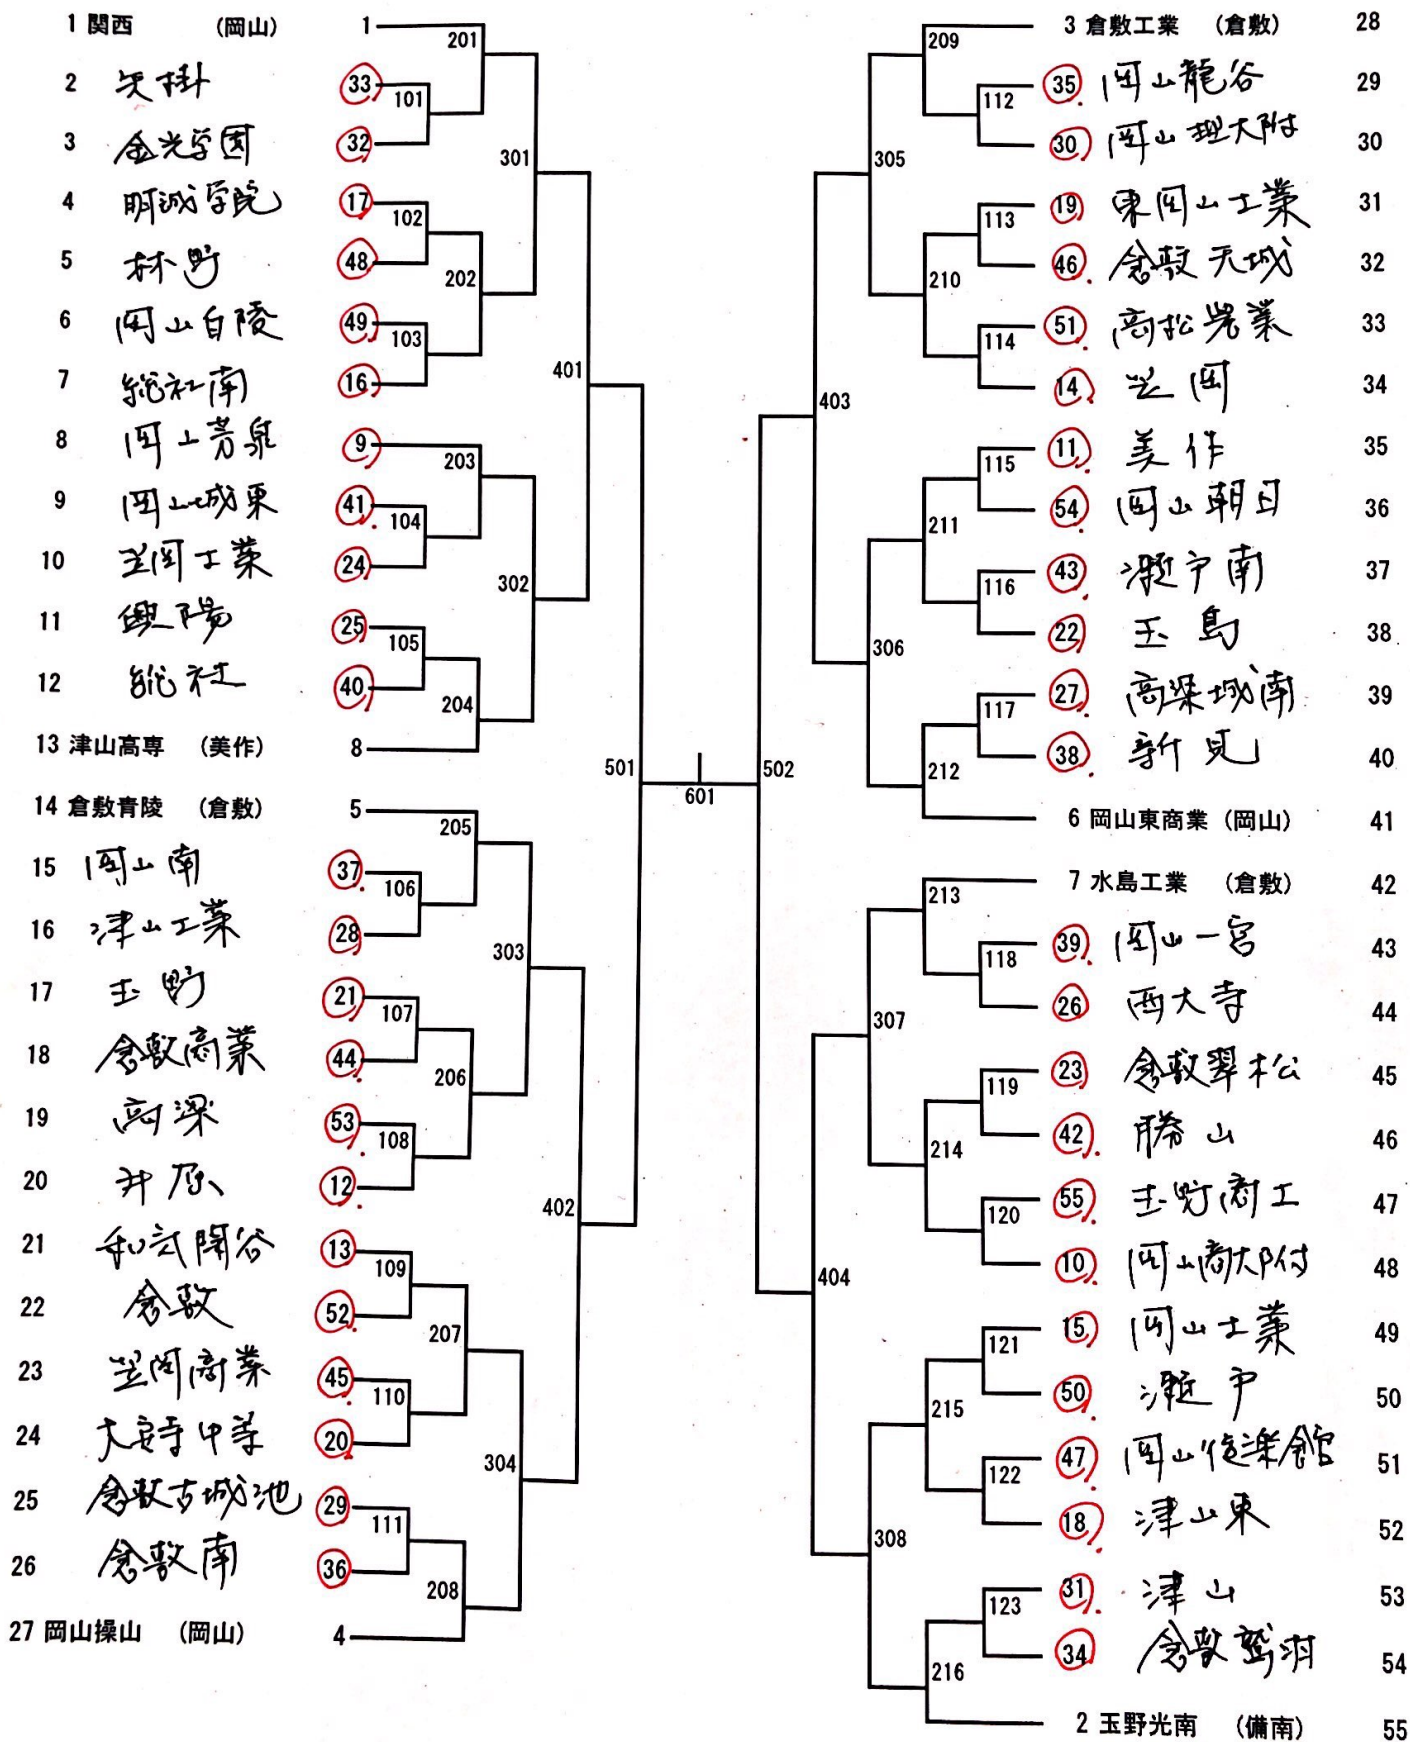 1 関西 (岡山) 1
2 矢掛 33
3 金光学園 32
4 明誠学院 17
5 林野 48
6 岡山白陵 49
7 総社南 16
8 岡山芳泉 9
9 岡山城東 41
10 笠岡工業 24
11 興陽 25
12 総社 40
13 津山高専 (美作) 8
14 倉敷青陵 (倉敷) 5
15 岡山南 37
16 津山工業 28
17 玉野 21
18 倉敷商業 44
19 高梁 53
20 井原 12
21 和気閑谷 13
22 倉敷 52
23 笠岡商業 45
24 大安寺中等 20
25 倉敷古城池 29
26 倉敷南 36
27 岡山操山 (岡山) 4
101
102
103
104
105
106
107
108
109
110
111
201
202
203
204
205
206
207
208
301
302
303
304
401
402
501
601
502
403
404
305
306
307
308
209
210
211
212
213
214
215
216
112
113
114
115
116
117
118
119
120
121
122
123
3 倉敷工業 (倉敷) 28
35 岡山龍谷 29
30 岡山理大附 30
19 東岡山工業 31
46 倉敷天城 32
51 高松農業 33
14 笠岡 34
11 美作 35
54 岡山朝日 36
43 瀬戸南 37
22 玉島 38
27 高梁城南 39
38 新見 40
6 岡山東商業 (岡山) 41
7 水島工業 (倉敷) 42
39 岡山一宮 43
26 西大寺 44
23 倉敷翠松 45
42 勝山 46
55 玉野商工 47
10 岡山商大附 48
15 岡山工業 49
50 瀬戸 50
47 岡山後楽館 51
18 津山東 52
31 津山 53
34 倉敷鷲羽 54
2 玉野光南 (備南) 55